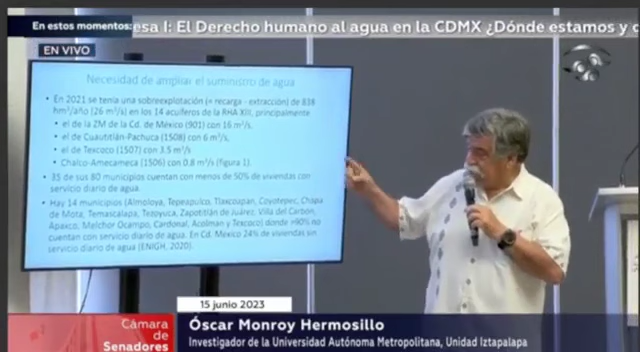 En estos momentos: esa I: El Derecho humano al agua en la CDMX ¿Dónde estamos y
EN VIVO
Necesidad de ampliar el suministro de agua
• En 2021 se tenía una sobreexplotación (= recarga - extracción) de 838
hm³/año (26 m³/s) en los 14 acuíferos de la RHA XIII, principalmente
• el de la ZM de la Cd. de México (901) con 16 m³/s,
• el de Cuautitlán-Pachuca (1508) con 6 m³/s,
• el de Texcoco (1507) con 3.5 m³/s
• Chalco-Amecameca (1506) con 0.8 m³/s (figura 1)
• 35 de sus 80 municipios cuentan con menos de 50% de viviendas con
servicio diario de agua.
• Hay 14 municipios (Almoloya, Tepeapulco, Tlaxcoapan, Coyotepec, Chapa
de Mota, Temascalapa, Tezoyuca, Zapotitlán de Juárez, Villa del Carbón,
Apaxco, Melchor Ocampo, Cardonal, Acolman y Texcoco) donde >90% no
cuentan con servicio diario de agua. En Cd. México 24% de viviendas sin
servicio diario de agua (ENIGH, 2020).
15 junio 2023
Cámara de
Senadores
Óscar Monroy Hermosillo
Investigador de la Universidad Autónoma Metropolitana, Unidad Iztapalapa